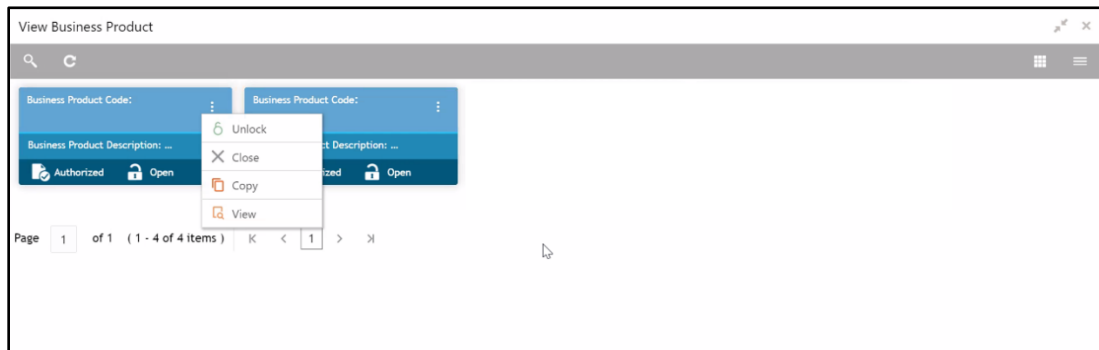 View Business Product
Business Product Code:
Business Product Code:
Unlock
Business Product Description: ...
ct Description: ...
Close
Authorized
Open
ized
Open
Copy
View
Page 1 of 1 ( 1 - 4 of 4 items ) K < 1 > Ж